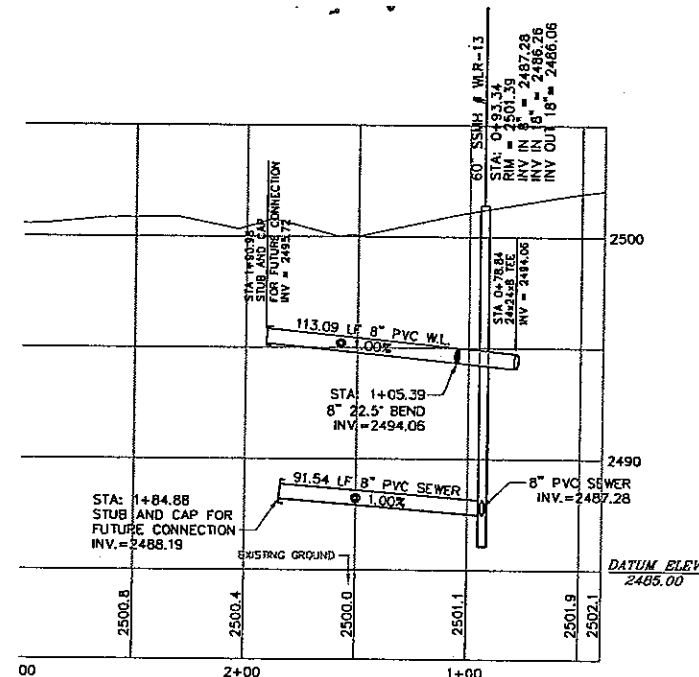 60" SSMH # WLR-13
STA: 0+93.34
RIM = 2501.39
INV IN 8" = 2487.28
INV IN 18" = 2486.26
INV OUT 18" = 2486.06
STUB AND CAP
FOR FUTURE CONNECTION
INV = 2495.72
STA 0+78.84
24x24x8 TEE
INV = 2494.06
2500
113.09 LF 8" PVC W.L.
1.00%
STA: 1+05.39
8" 22.5° BEND
INV.=2494.06
2490
91.54 LF 8" PVC SEWER
1.00%
8" PVC SEWER
INV.=2487.28
STA: 1+84.88
STUB AND CAP FOR
FUTURE CONNECTION
INV.=2488.19
EXISTING GROUND
DATUM ELEV
2485.00
2500.8
2500.4
2500.0
2501.1
2501.9
2502.1
00
2+00
1+00